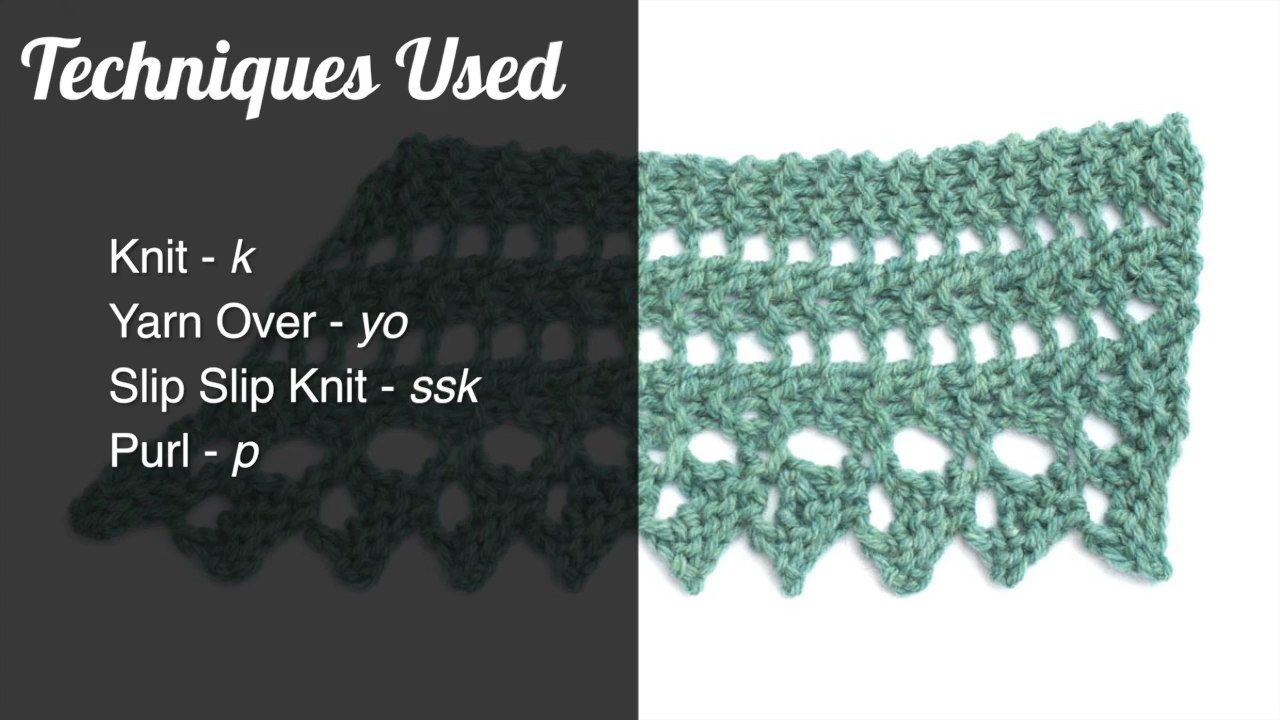 Techniques Used
Knit - k
Yarn Over - yo
Slip Slip Knit - ssk
Purl - p